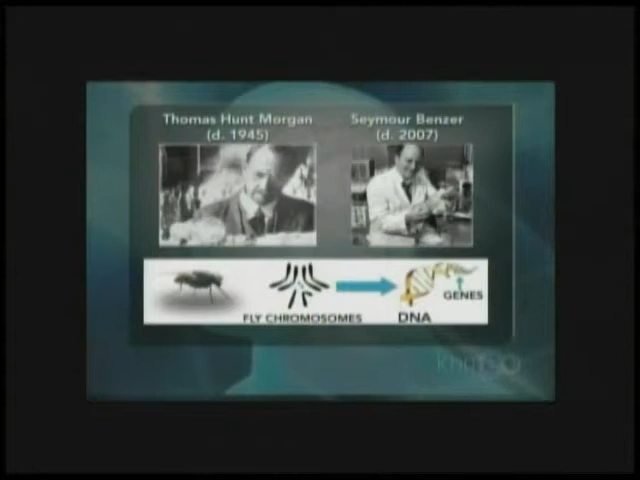 Thomas Hunt Morgan
(d. 1945)
Seymour Benzer
(d. 2007)
FLY CHROMOSOMES
DNA
GENES